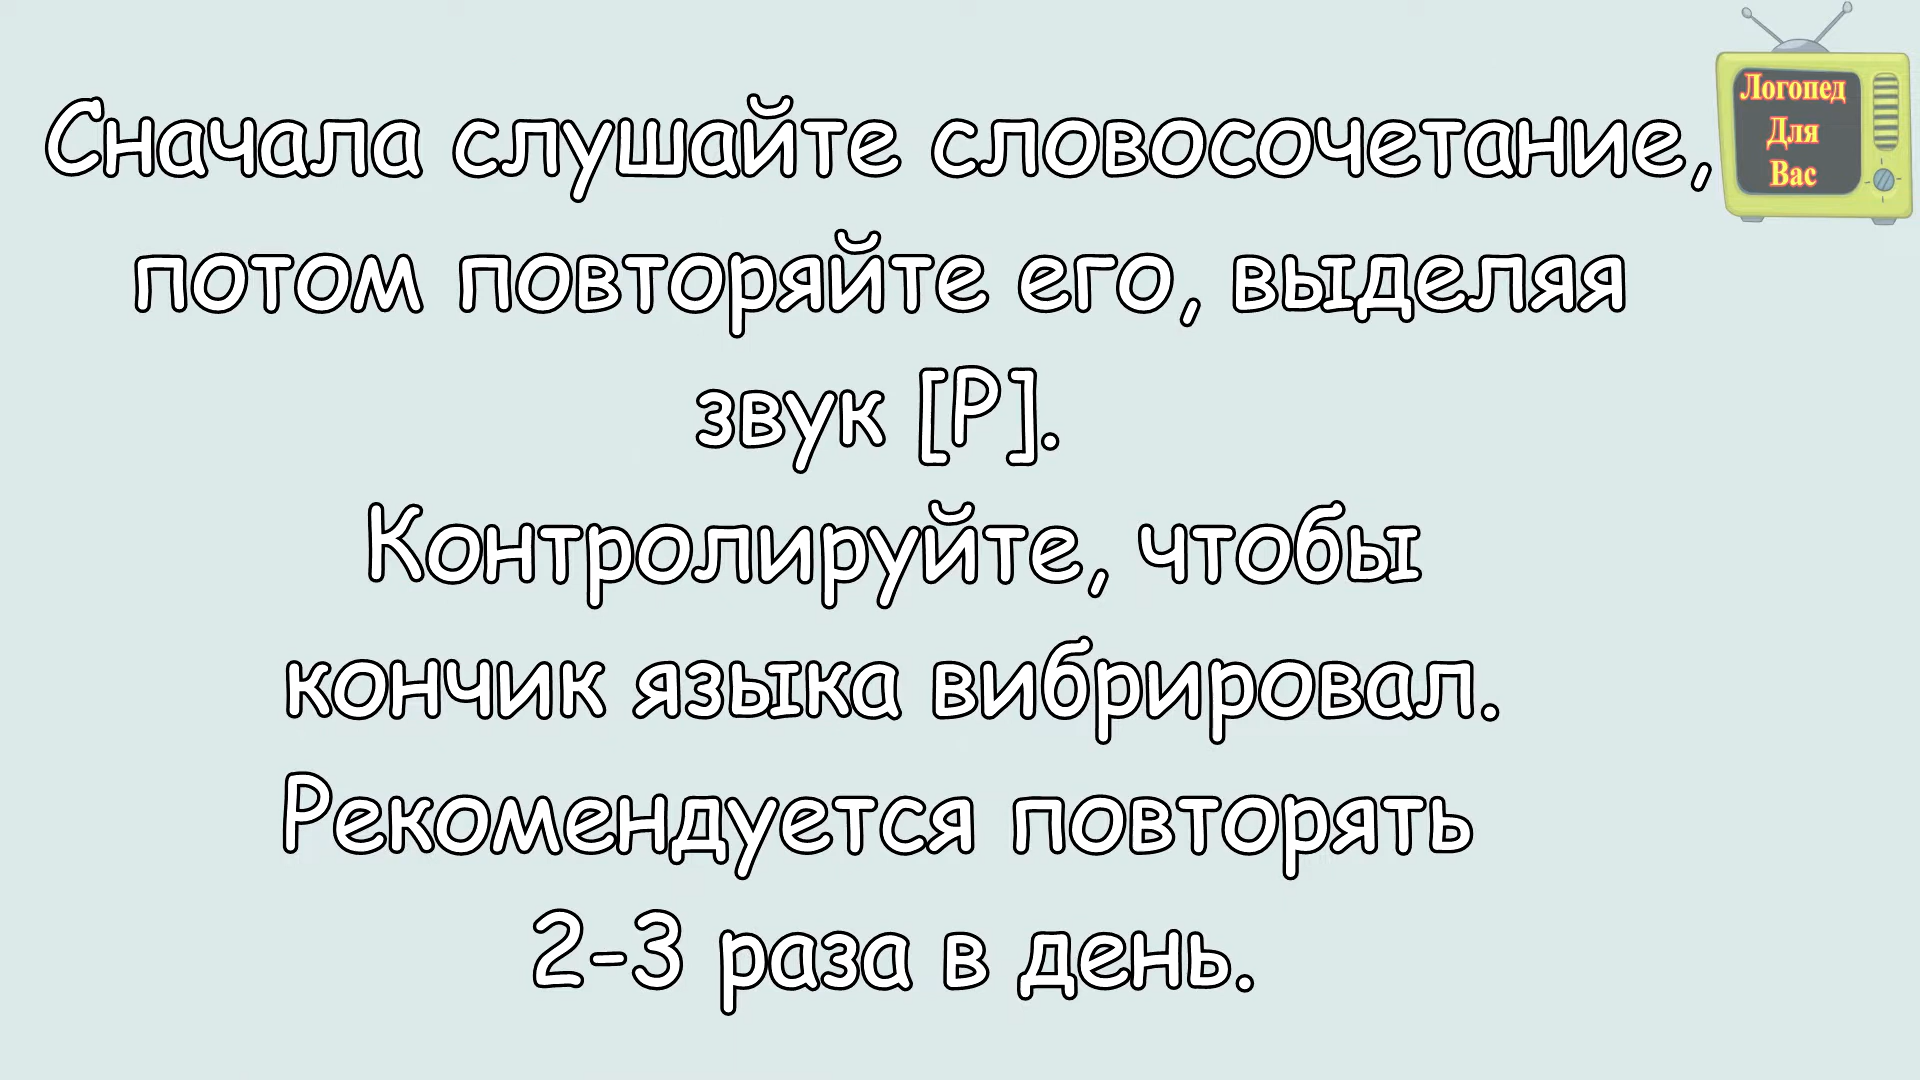 Сначала слушайте словосочетание,
потом повторяйте его, выделяя
звук [Р].
Контролируйте, чтобы
кончик языка вибрировал.
Рекомендуется повторять
2-3 раза в день.
Логопед
Для
Вас